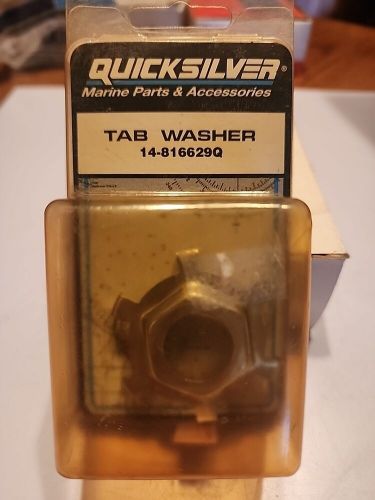 QUICKSILVER®
Marine Parts & Accessories
TAB WASHER
14-816629Q